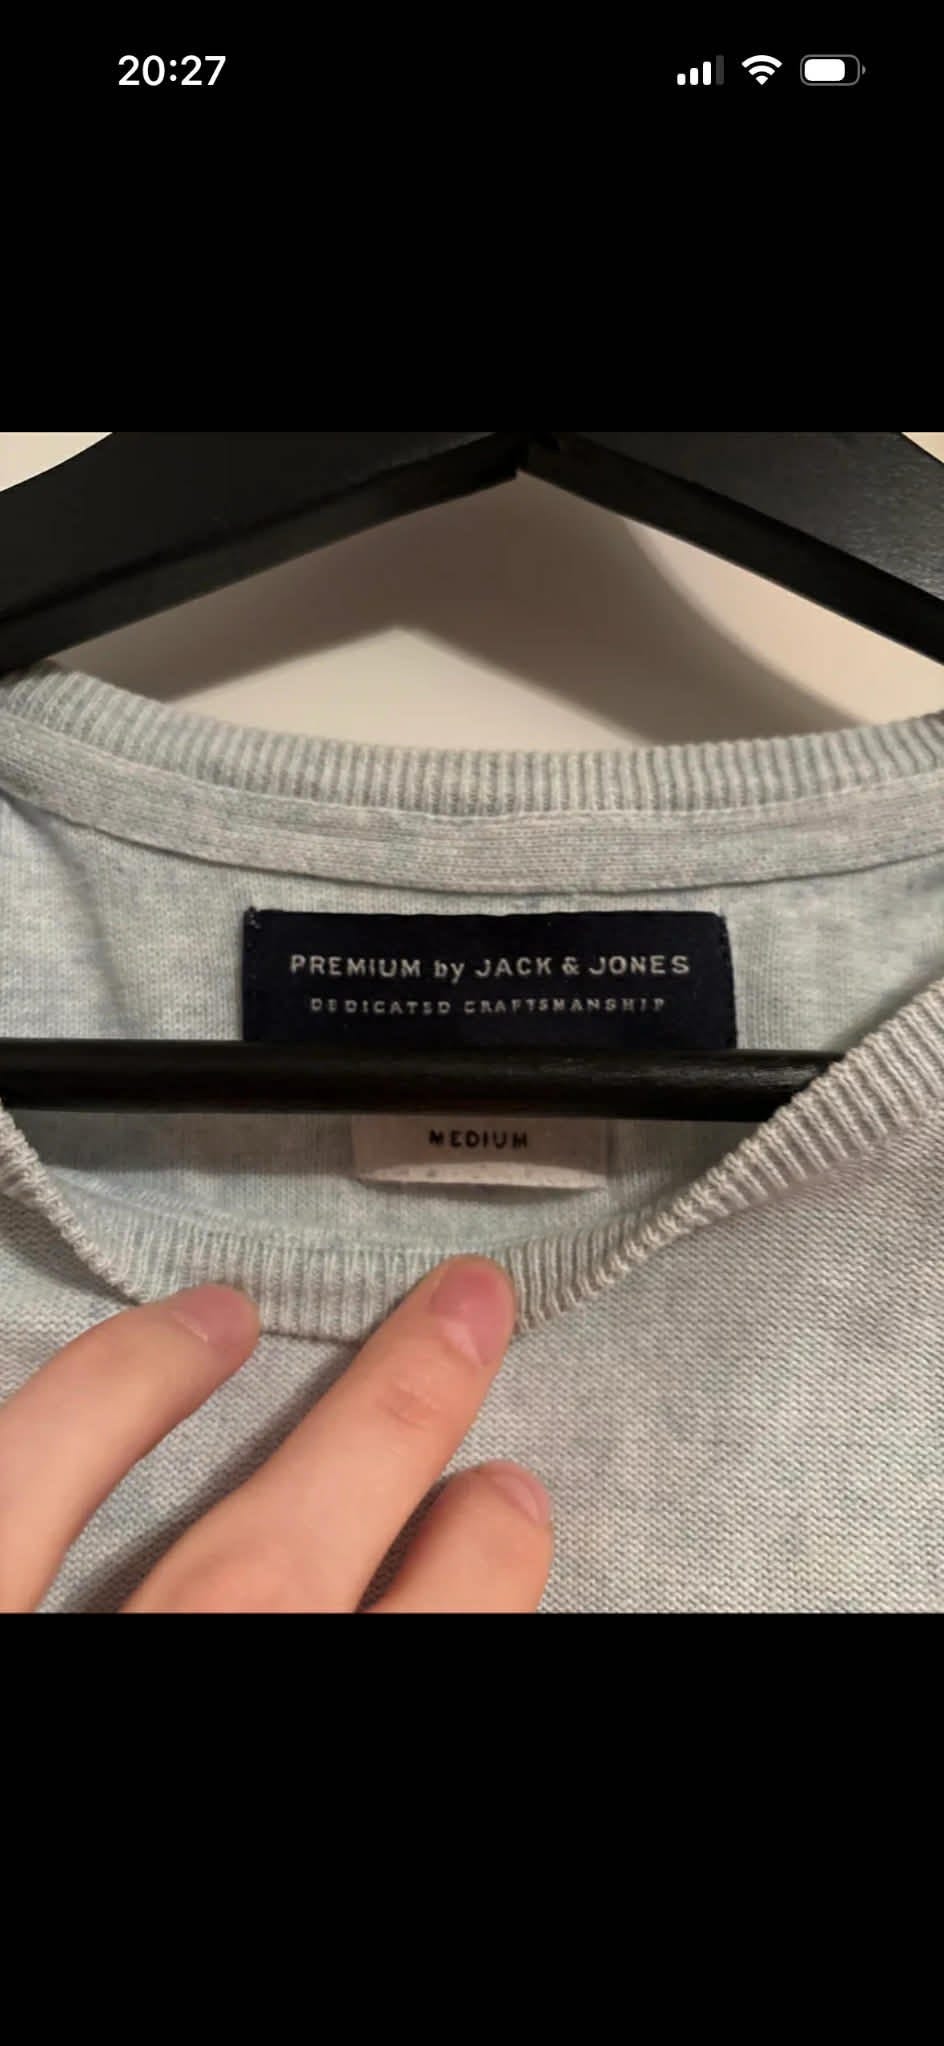 20:27
PREMIUM by JACK & JONES
DEDICATED CRAFTSMANSHIP
MEDIUM